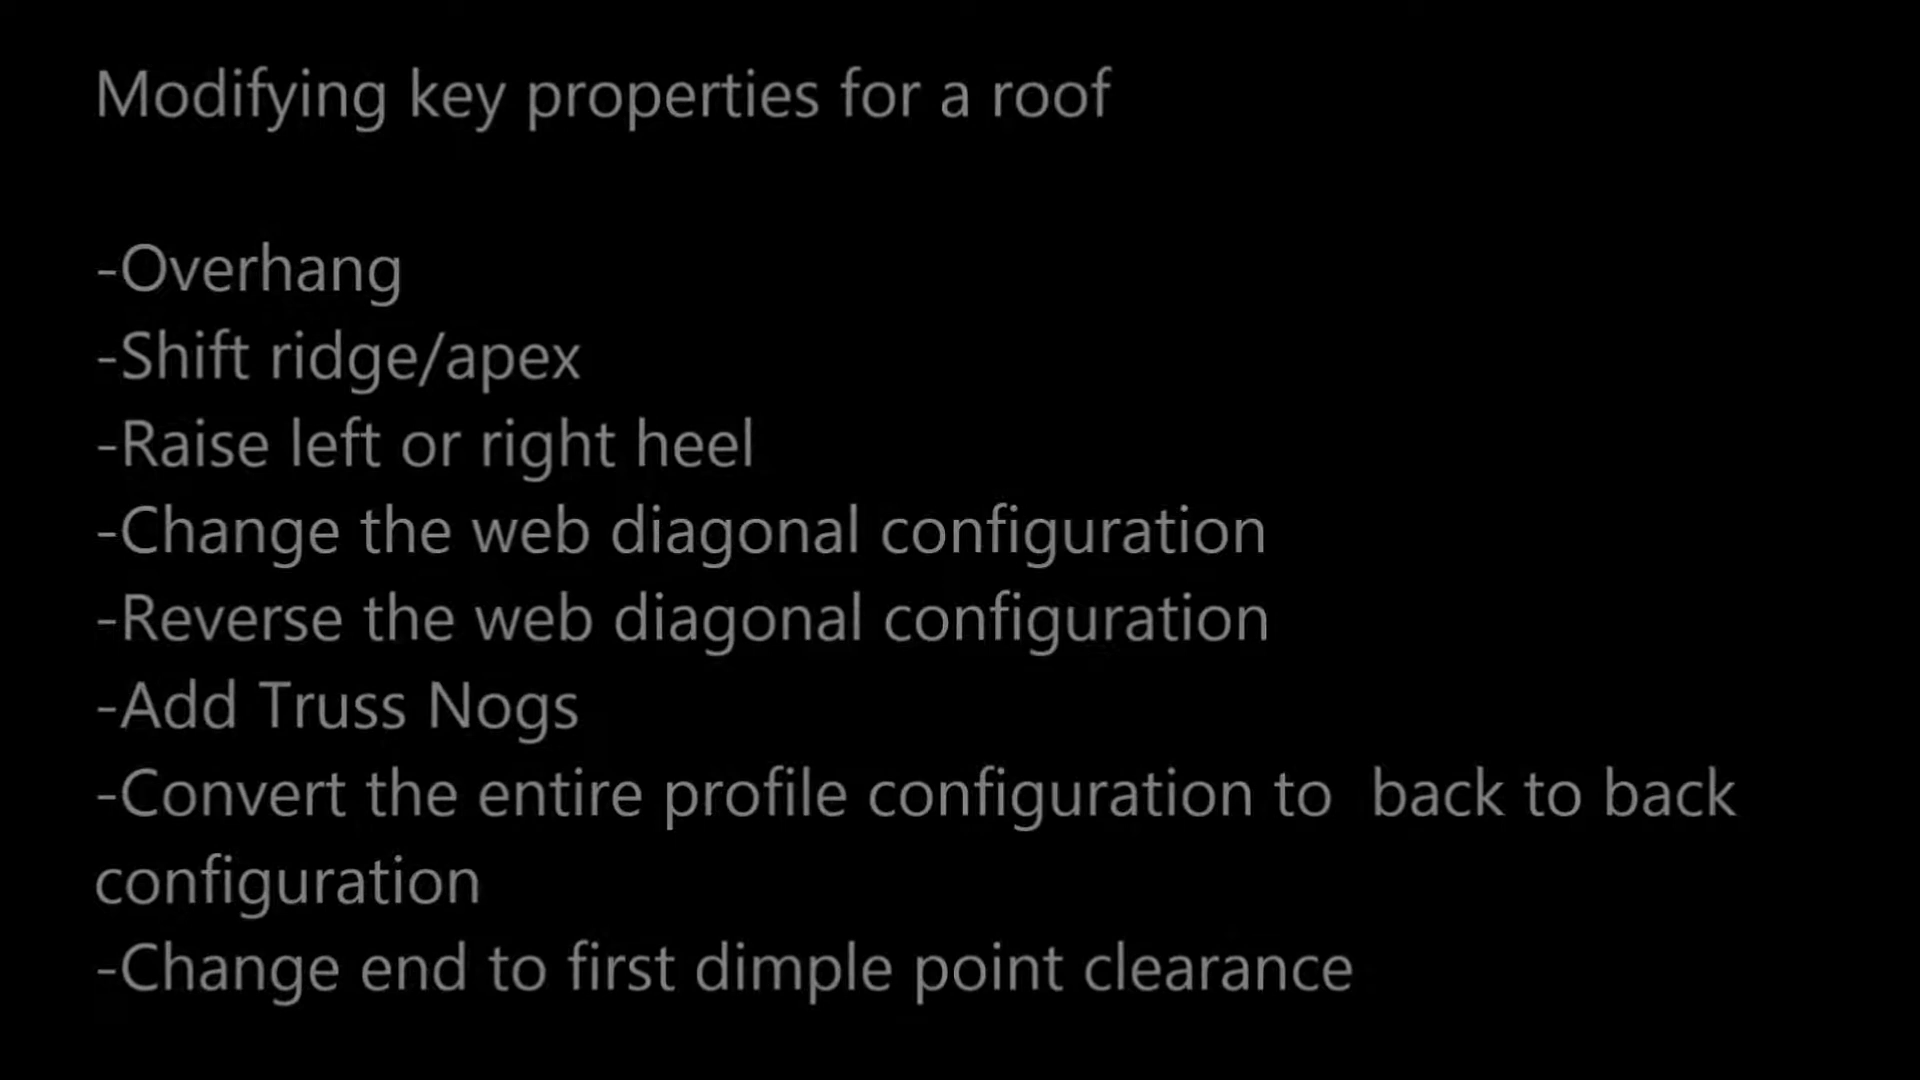 Modifying key properties for a roof
-Overhang
-Shift ridge/apex
-Raise left or right heel
-Change the web diagonal configuration
-Reverse the web diagonal configuration
-Add Truss Nogs
-Convert the entire profile configuration to  back to back
configuration
-Change end to first dimple point clearance